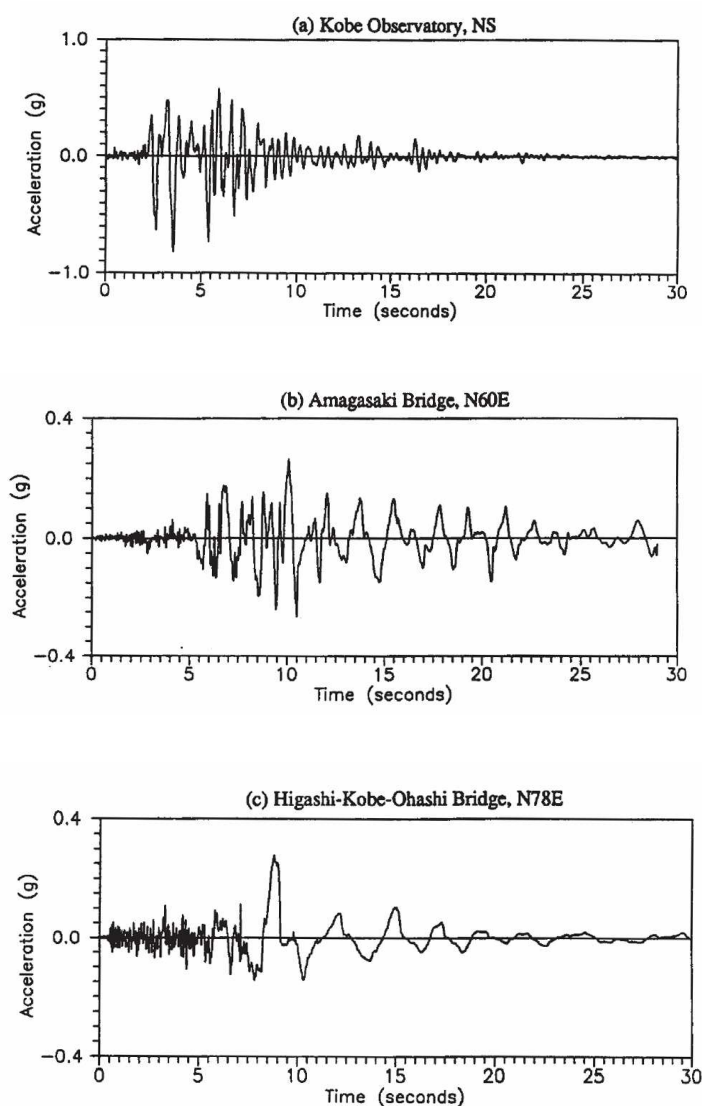 (a) Kobe Observatory, NS
1.0
0.0
−1.0
Acceleration (g)
0 5 10 15 20 25 30
Time (seconds)
(b) Amagasaki Bridge, N60E
0.4
0.0
−0.4
Acceleration (g)
0 5 10 15 20 25 30
Time (seconds)
(c) Higashi-Kobe-Ohashi Bridge, N78E
0.4
0.0
−0.4
Acceleration (g)
0 5 10 15 20 25 30
Time (seconds)